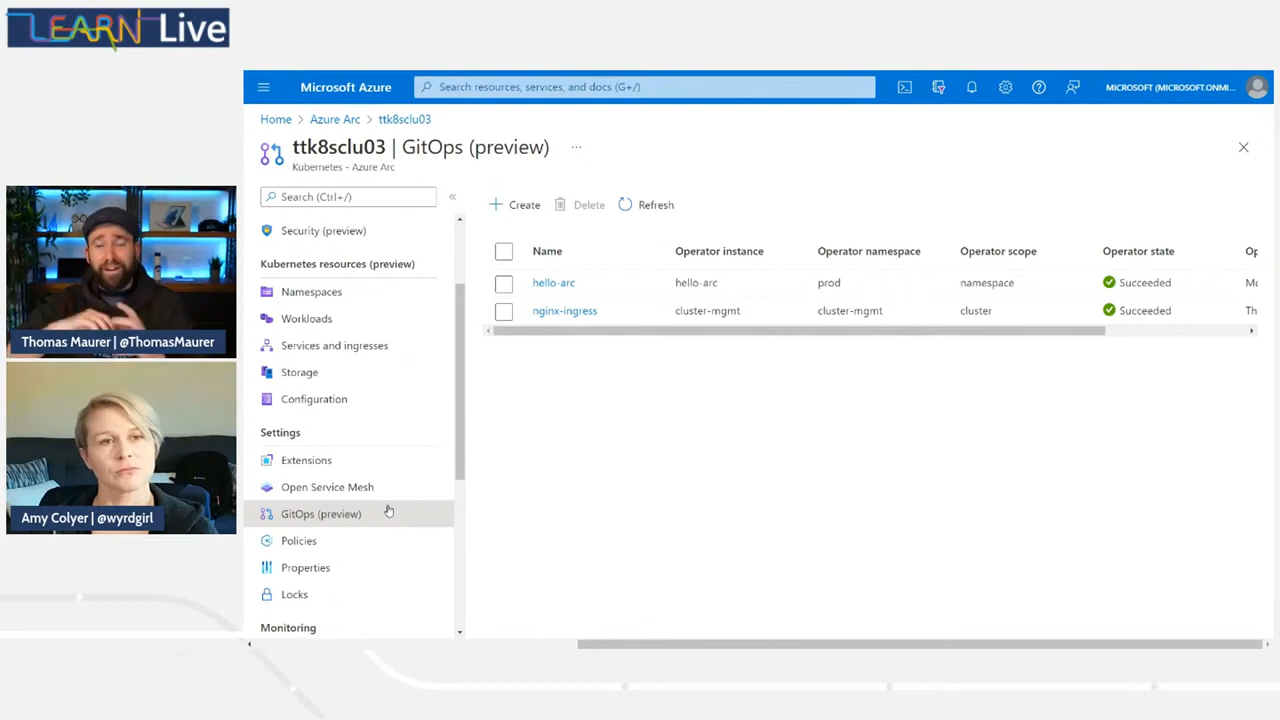 LEARN Live
Microsoft Azure
Search resources, services, and docs (G+/)
MICROSOFT (MICROSOFT.ONMI...
Home > Azure Arc > ttk8sclu03
ttk8sclu03 | GitOps (preview) ...
Kubernetes - Azure Arc
Search (Ctrl+/)
«
Security (preview)
Kubernetes resources (preview)
Namespaces
Workloads
Services and ingresses
Storage
Configuration
Settings
Extensions
Open Service Mesh
GitOps (preview)
Policies
Properties
Locks
Monitoring
+ Create Delete Refresh
Name Operator instance Operator namespace Operator scope Operator state Op
hello-arc hello-arc prod namespace Succeeded Mc
nginx-ingress cluster-mgmt cluster-mgmt cluster Succeeded Th
Thomas Maurer | @ThomasMaurer
Amy Colyer | @wyrdgirl